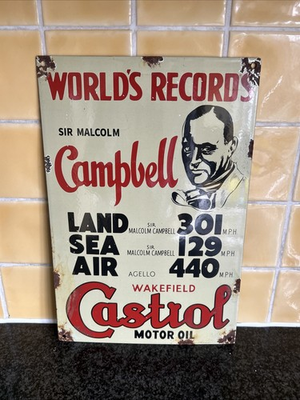 WORLD'S RECORDS
SIR MALCOLM
Campbell
LAND SIR MALCOLM CAMPBELL 301 M.P.H
SEA SIR MALCOLM CAMPBELL 129 M.P.H
AIR AGELLO 440 M.P.H
WAKEFIELD
Castrol
MOTOR OIL